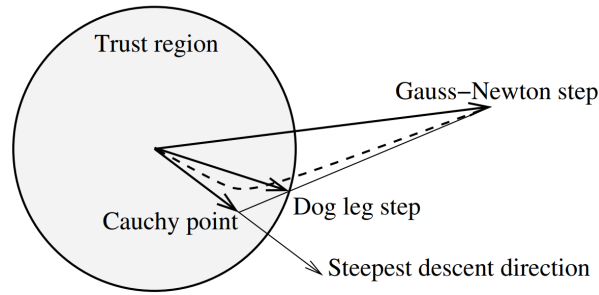 Trust region
Gauss−Newton step
Cauchy point
Dog leg step
Steepest descent direction